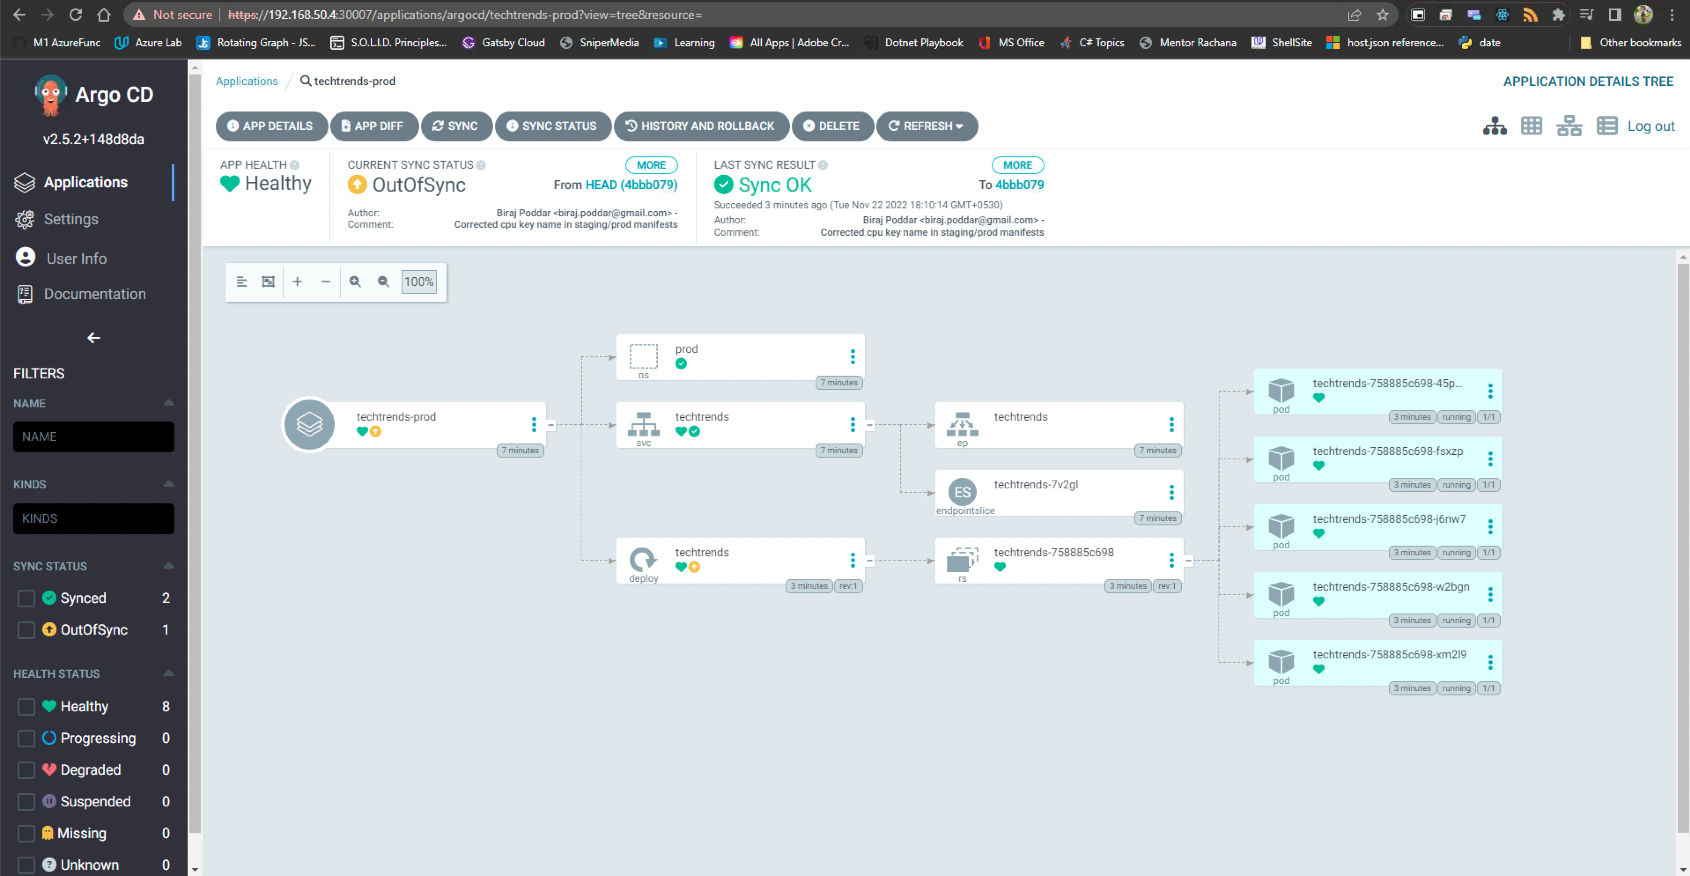 Not secure | https://192.168.50.4:30007/applications/argocd/techtrends-prod?view=tree&resource=
M1 AzureFunc Azure Lab Rotating Graph - JS... S.O.L.I.D. Principles... Gatsby Cloud SniperMedia Learning All Apps | Adobe Cr... Dotnet Playbook MS Office C# Topics Mentor Rachana ShellSite host.json reference... date Other bookmarks
Argo CD
v2.5.2+148d8da
Applications
Settings
User Info
Documentation
FILTERS
NAME
NAME
KINDS
KINDS
SYNC STATUS
Synced 2
OutOfSync 1
HEALTH STATUS
Healthy 8
Progressing 0
Degraded 0
Suspended 0
Missing 0
Unknown 0
Applications / techtrends-prod
APPLICATION DETAILS TREE
APP DETAILS APP DIFF SYNC SYNC STATUS HISTORY AND ROLLBACK DELETE REFRESH
Log out
APP HEALTH
Healthy
CURRENT SYNC STATUS MORE
OutOfSync From HEAD (4bbb079)
Author: Biraj Poddar <biraj.poddar@gmail.com> -
Comment: Corrected cpu key name in staging/prod manifests
LAST SYNC RESULT MORE
Sync OK To 4bbb079
Succeeded 3 minutes ago (Tue Nov 22 2022 18:10:14 GMT+0530)
Author: Biraj Poddar <biraj.poddar@gmail.com> -
Comment: Corrected cpu key name in staging/prod manifests
100%
techtrends-prod
7 minutes
prod
ns
7 minutes
techtrends
svc
7 minutes
techtrends
deploy
3 minutes rev:1
techtrends
ep
7 minutes
ES
techtrends-7v2gl
endpointslice
7 minutes
techtrends-758885c698
rs
3 minutes rev:1
techtrends-758885c698-45p...
pod
3 minutes running 1/1
techtrends-758885c698-fsxzp
pod
3 minutes running 1/1
techtrends-758885c698-j6nw7
pod
3 minutes running 1/1
techtrends-758885c698-w2bgn
pod
3 minutes running 1/1
techtrends-758885c698-xm2l9
pod
3 minutes running 1/1